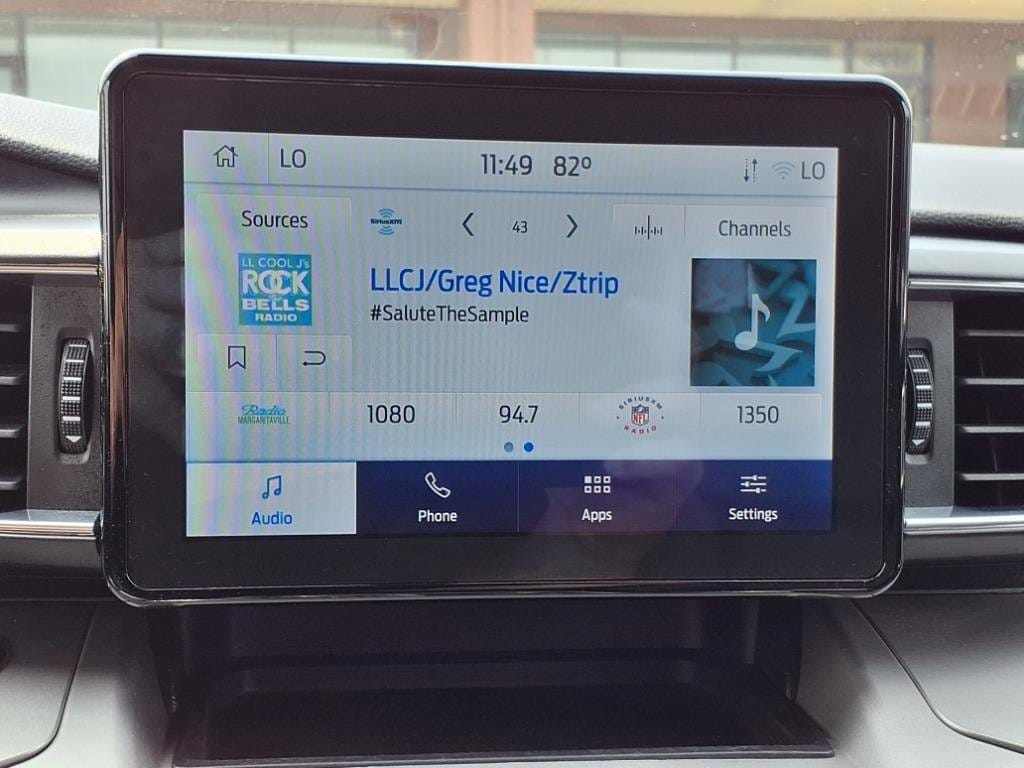 LO
11:49 82°
LO
Sources
SiriusXM
43
Channels
LL COOL J's
ROCK
THE
BELLS
RADIO
LLCJ/Greg Nice/Ztrip
#SaluteTheSample
Radio
MARGARITAVILLE
1080
94.7
SIRIUSXM
NFL
RADIO
1350
Audio
Phone
Apps
Settings